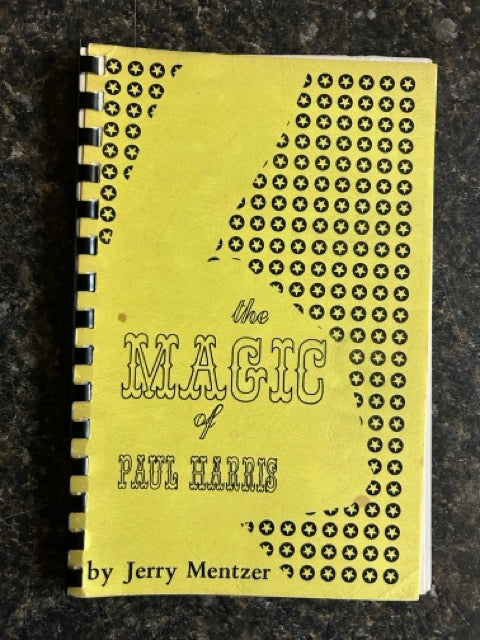 the
MAGIC
of
PAUL HARRIS
by Jerry Mentzer